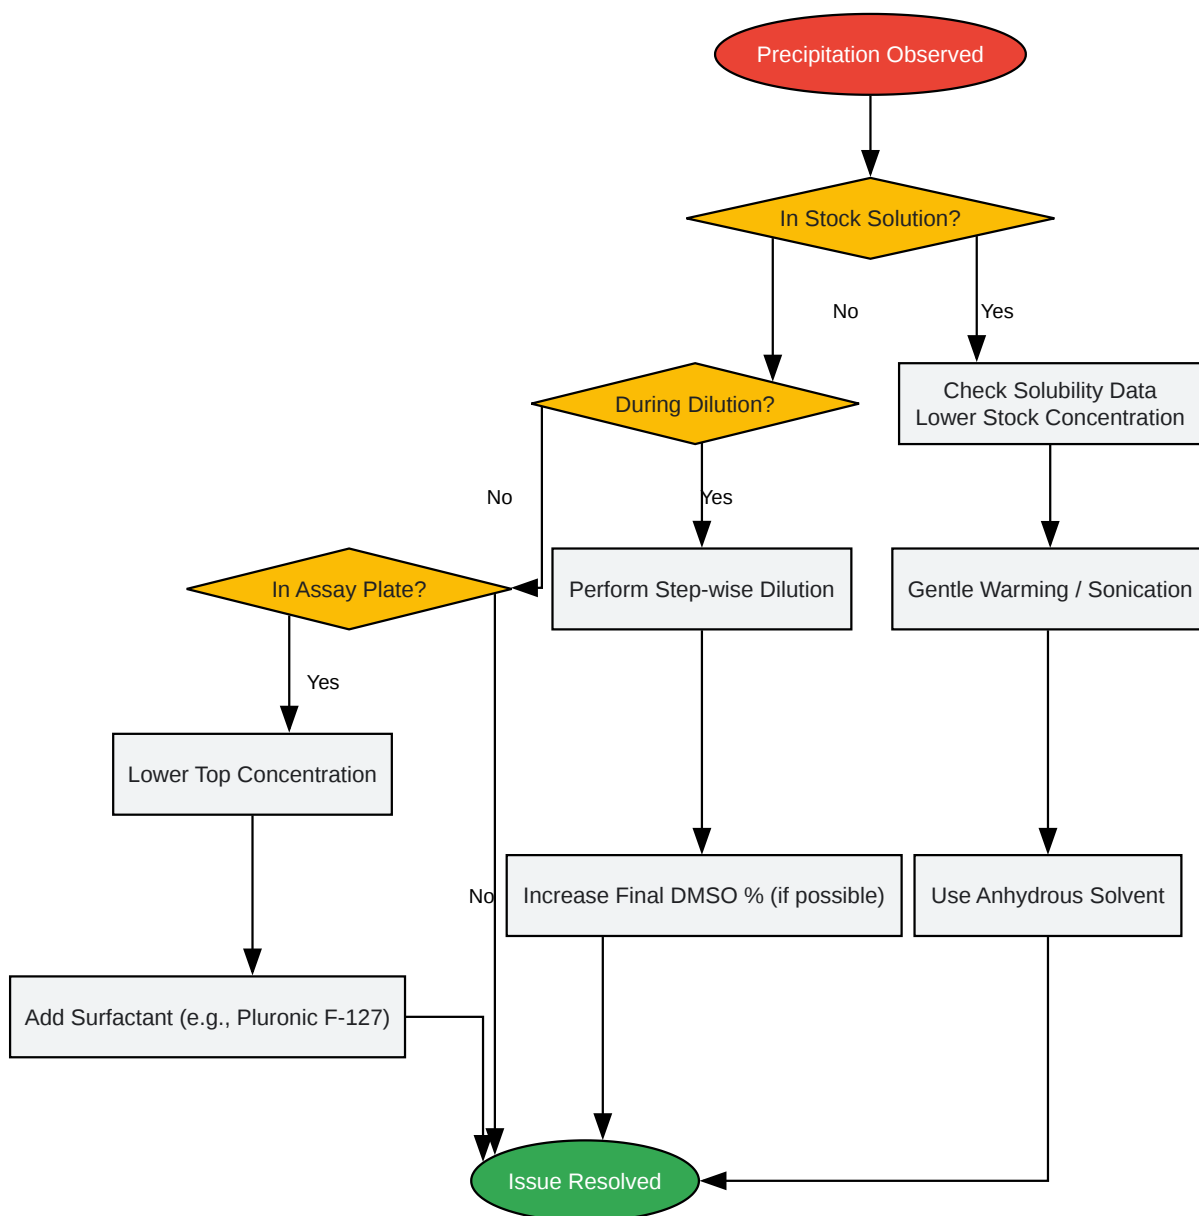 Precipitation Observed
In Stock Solution?
No
Yes
During Dilution?
Check Solubility Data
Lower Stock Concentration
No
Yes
In Assay Plate?
Perform Step-wise Dilution
Gentle Warming / Sonication
Yes
Lower Top Concentration
No
Increase Final DMSO % (if possible)
Use Anhydrous Solvent
Add Surfactant (e.g., Pluronic F-127)
Issue Resolved